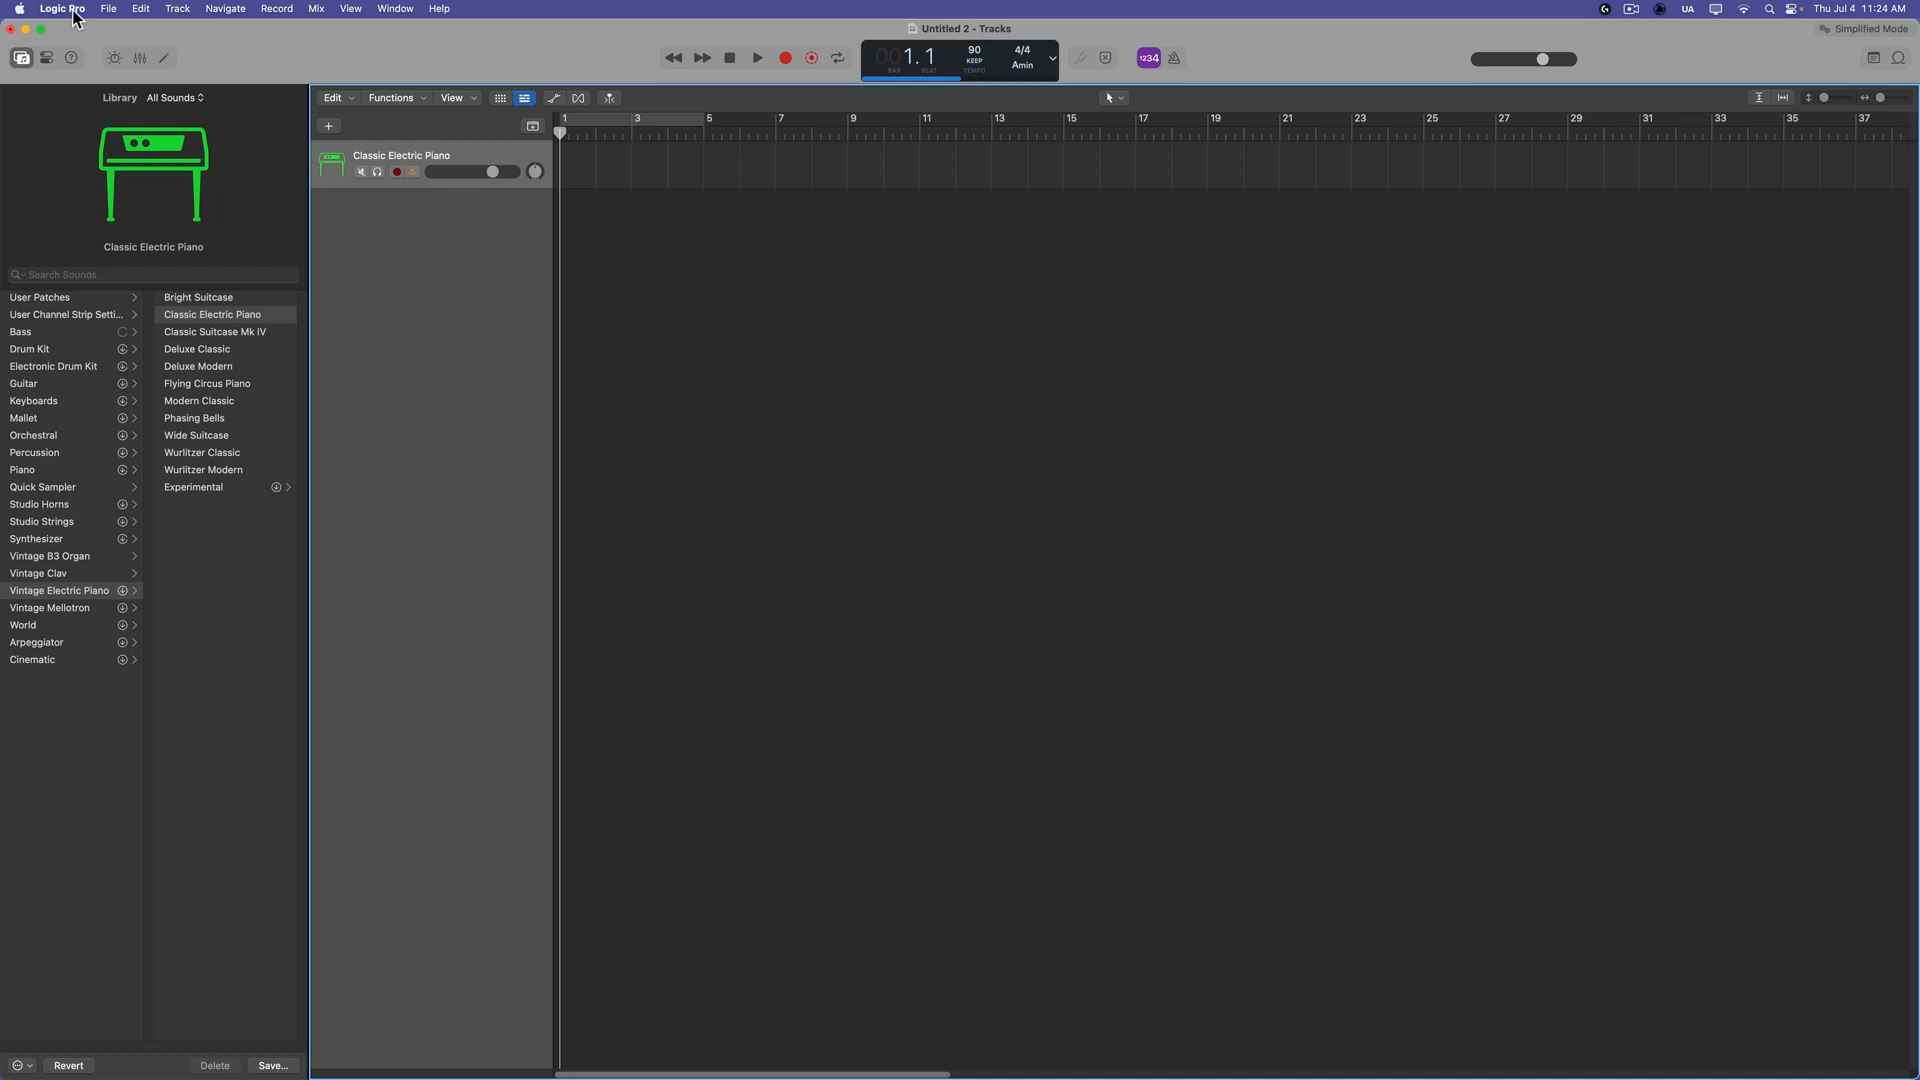 Logic Pro File Edit Track Navigate Record Mix View Window Help UA Thu Jul 4 11:24 AM
Untitled 2 - Tracks Simplified Mode
001.1 90 4/4
KEEP Amin
BAR BEAT TEMPO
1234
Library All Sounds
Edit Functions View
1 3 5 7 9 11 13 15 17 19 21 23 25 27 29 31 33 35 37
Classic Electric Piano
Classic Electric Piano
Search Sounds
User Patches Bright Suitcase
User Channel Strip Setti... Classic Electric Piano
Bass Classic Suitcase Mk IV
Drum Kit Deluxe Classic
Electronic Drum Kit Deluxe Modern
Guitar Flying Circus Piano
Keyboards Modern Classic
Mallet Phasing Bells
Orchestral Wide Suitcase
Percussion Wurlitzer Classic
Piano Wurlitzer Modern
Quick Sampler Experimental
Studio Horns
Studio Strings
Synthesizer
Vintage B3 Organ
Vintage Clav
Vintage Electric Piano
Vintage Mellotron
World
Arpeggiator
Cinematic
Revert Delete Save...